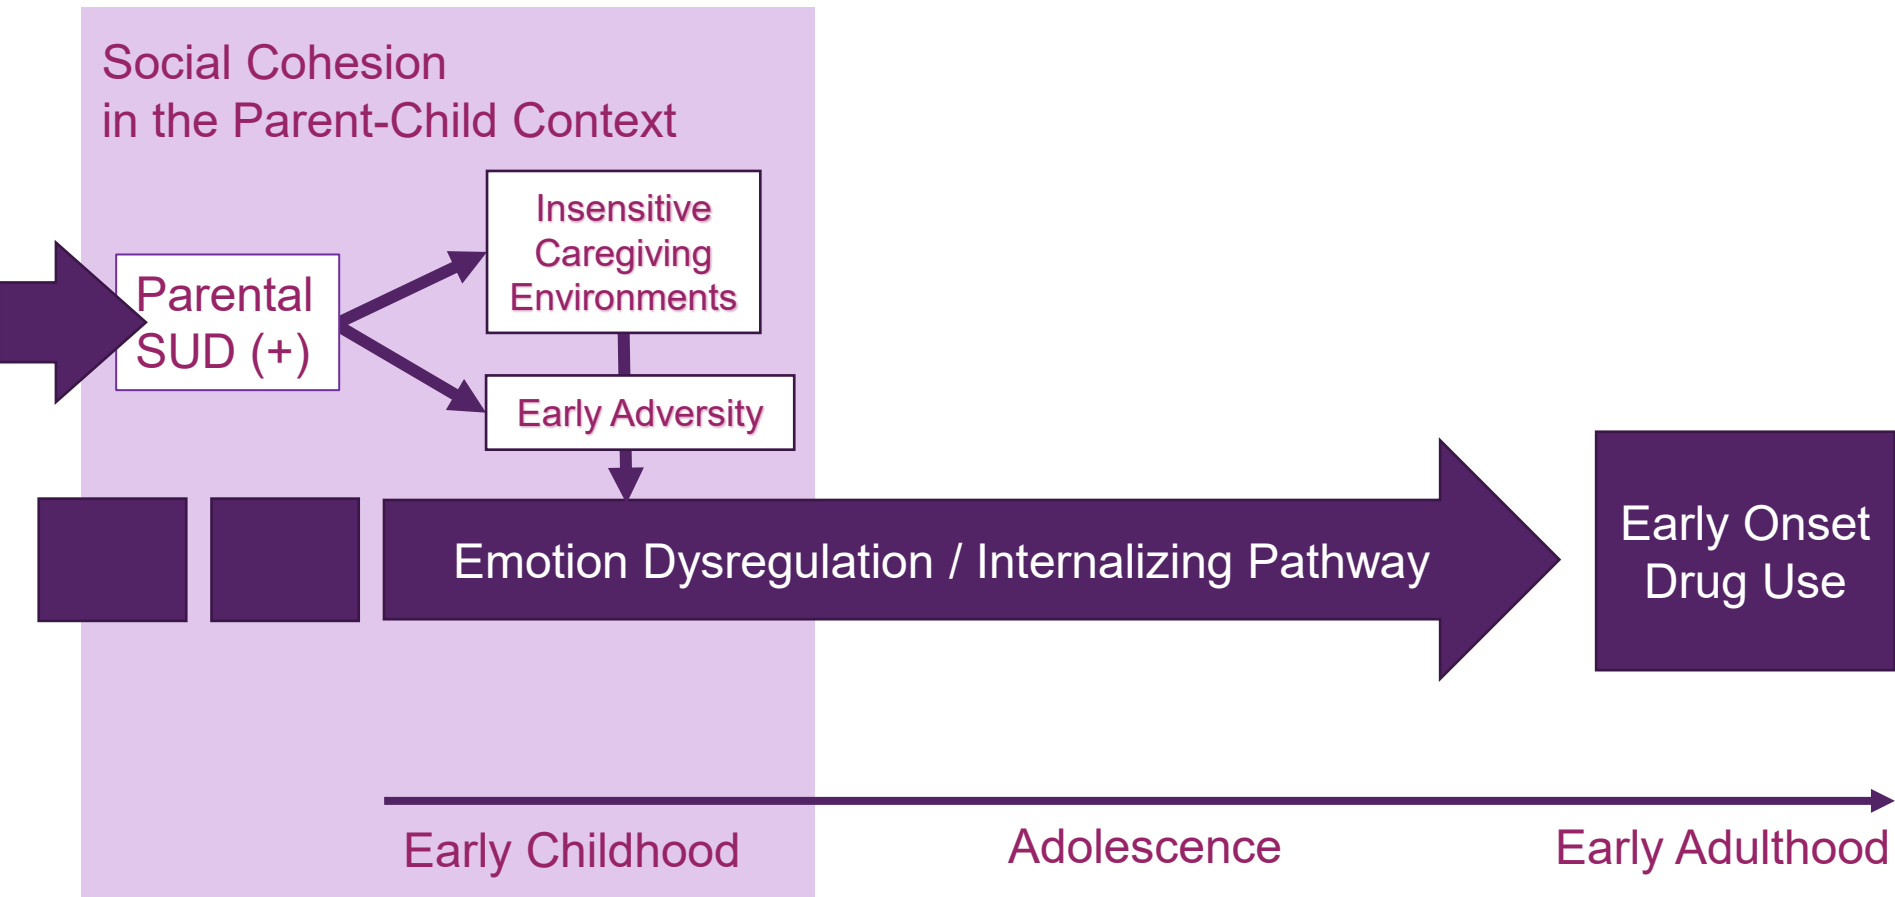 Social Cohesion
in the Parent-Child Context
Insensitive
Caregiving
Environments
Parental
SUD (+)
Early Adversity
Emotion Dysregulation / Internalizing Pathway
Early Onset
Drug Use
Early Childhood
Adolescence
Early Adulthood